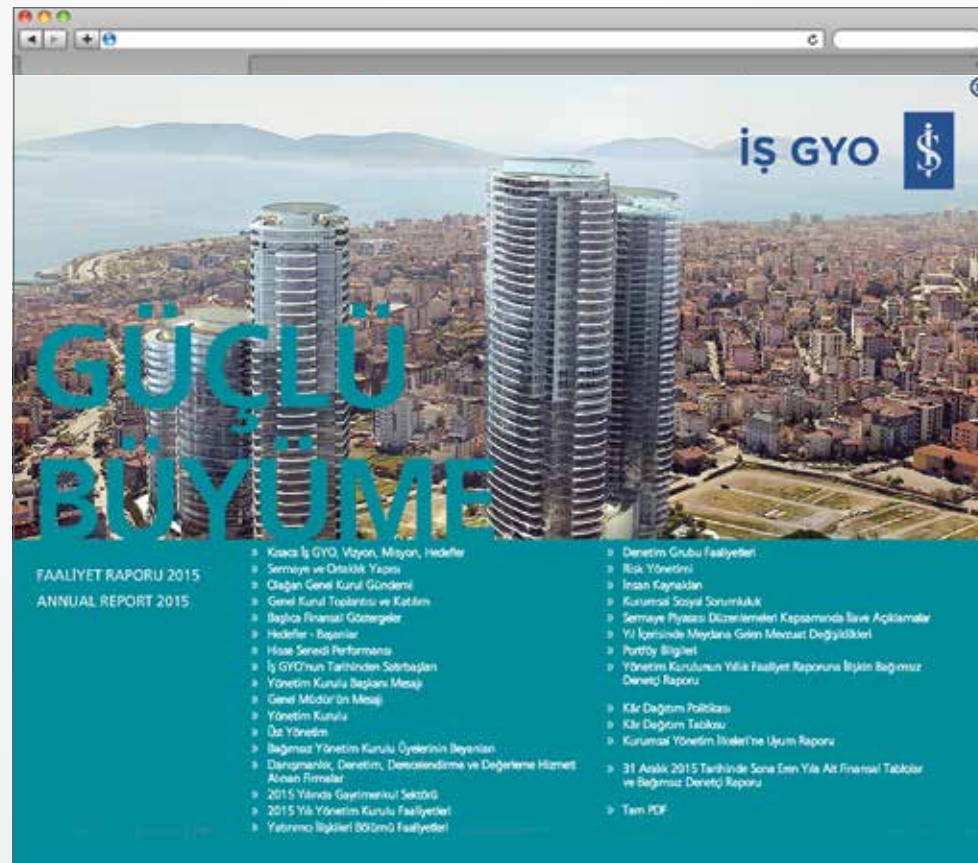 İŞ GYO
GÜÇLÜ
BÜYÜME
FAALİYET RAPORU 2015
ANNUAL REPORT 2015
» Kısaca İş GYO, Vizyon, Misyon, Hedefler
» Sermaye ve Ortaklık Yapısı
» Olağan Genel Kurul Gündemi
» Genel Kurul Toplantısı ve Katılım
» Başlıca Finansal Göstergeler
» Hedefler - Başarılar
» Hisse Senedi Performansı
» İş GYO'nun Tarihinden Satırbaşları
» Yönetim Kurulu Başkanı Mesajı
» Genel Müdür'ün Mesajı
» Yönetim Kurulu
» Üst Yönetim
» Bağımsız Yönetim Kurulu Üyelerinin Beyanları
» Danışmanlık, Denetim, Derecelendirme ve Değerleme Hizmeti
Alınan Firmalar
» 2015 Yılında Gayrimenkul Sektörü
» 2015 Yılı Yönetim Kurulu Faaliyetleri
» Yatırımcı İlişkileri Bölümü Faaliyetleri
» Denetim Grubu Faaliyetleri
» Risk Yönetimi
» İnsan Kaynakları
» Kurumsal Sosyal Sorumluluk
» Sermaye Piyasası Düzenlemeleri Kapsamında İlave Açıklamalar
» Yıl İçerisinde Meydana Gelen Mevzuat Değişiklikleri
» Portföy Bilgileri
» Yönetim Kurulunun Yıllık Faaliyet Raporuna İlişkin Bağımsız
Denetçi Raporu
» Kâr Dağıtım Politikası
» Kâr Dağıtım Tablosu
» Kurumsal Yönetim İlkeleri'ne Uyum Raporu
» 31 Aralık 2015 Tarihinde Sona Eren Yıla Ait Finansal Tablolar
ve Bağımsız Denetçi Raporu
» Tam PDF